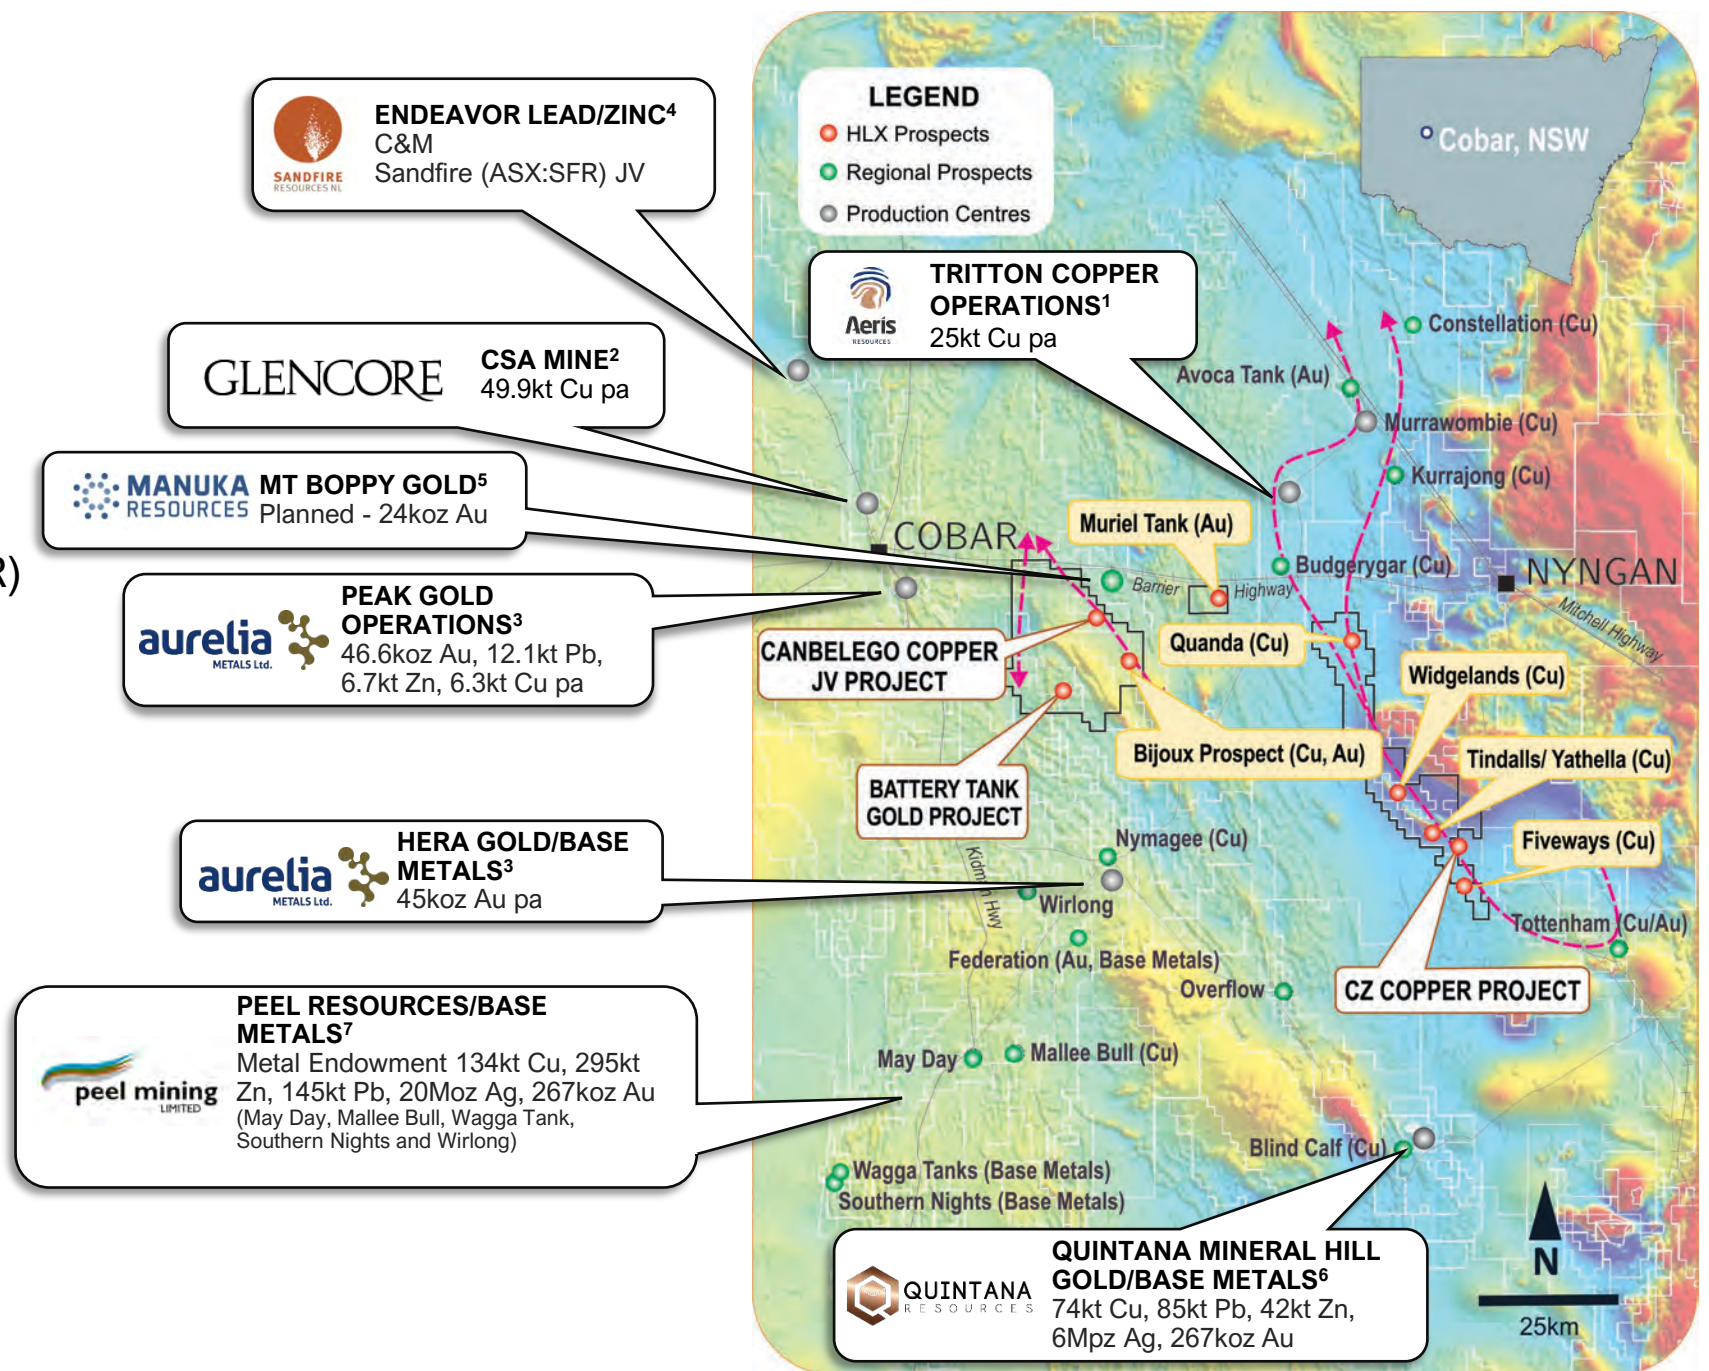 LEGEND
HLX Prospects
Regional Prospects
Production Centres
Cobar, NSW
SANDFIRE
RESOURCES NL
ENDEAVOR LEAD/ZINC⁴
C&M
Sandfire (ASX:SFR) JV
Aeris
RESOURCES
TRITTON COPPER
OPERATIONS¹
25kt Cu pa
GLENCORE
CSA MINE²
49.9kt Cu pa
MANUKA
RESOURCES
MT BOPPY GOLD⁵
Planned - 24koz Au
R)
aurelia
METALS Ltd.
PEAK GOLD
OPERATIONS³
46.6koz Au, 12.1kt Pb,
6.7kt Zn, 6.3kt Cu pa
aurelia
METALS Ltd.
HERA GOLD/BASE
METALS³
45koz Au pa
peel mining
LIMITED
PEEL RESOURCES/BASE
METALS⁷
Metal Endowment 134kt Cu, 295kt
Zn, 145kt Pb, 20Moz Ag, 267koz Au
(May Day, Mallee Bull, Wagga Tank,
Southern Nights and Wirlong)
Constellation (Cu)
Avoca Tank (Au)
Murrawombie (Cu)
Kurrajong (Cu)
COBAR
Muriel Tank (Au)
Budgerygar (Cu)
NYNGAN
Barrier
Highway
Mitchell Highway
CANBELEGO COPPER
JV PROJECT
Quanda (Cu)
Widgelands (Cu)
Bijoux Prospect (Cu, Au)
Tindalls/ Yathella (Cu)
BATTERY TANK
GOLD PROJECT
Nymagee (Cu)
Fiveways (Cu)
Kidman Hwy
Wirlong
Tottenham (Cu/Au)
Federation (Au, Base Metals)
Overflow
CZ COPPER PROJECT
May Day
Mallee Bull (Cu)
Blind Calf (Cu)
Wagga Tanks (Base Metals)
Southern Nights (Base Metals)
QUINTANA
RESOURCES
QUINTANA MINERAL HILL
GOLD/BASE METALS⁶
74kt Cu, 85kt Pb, 42kt Zn,
6Mpz Ag, 267koz Au
N
25km